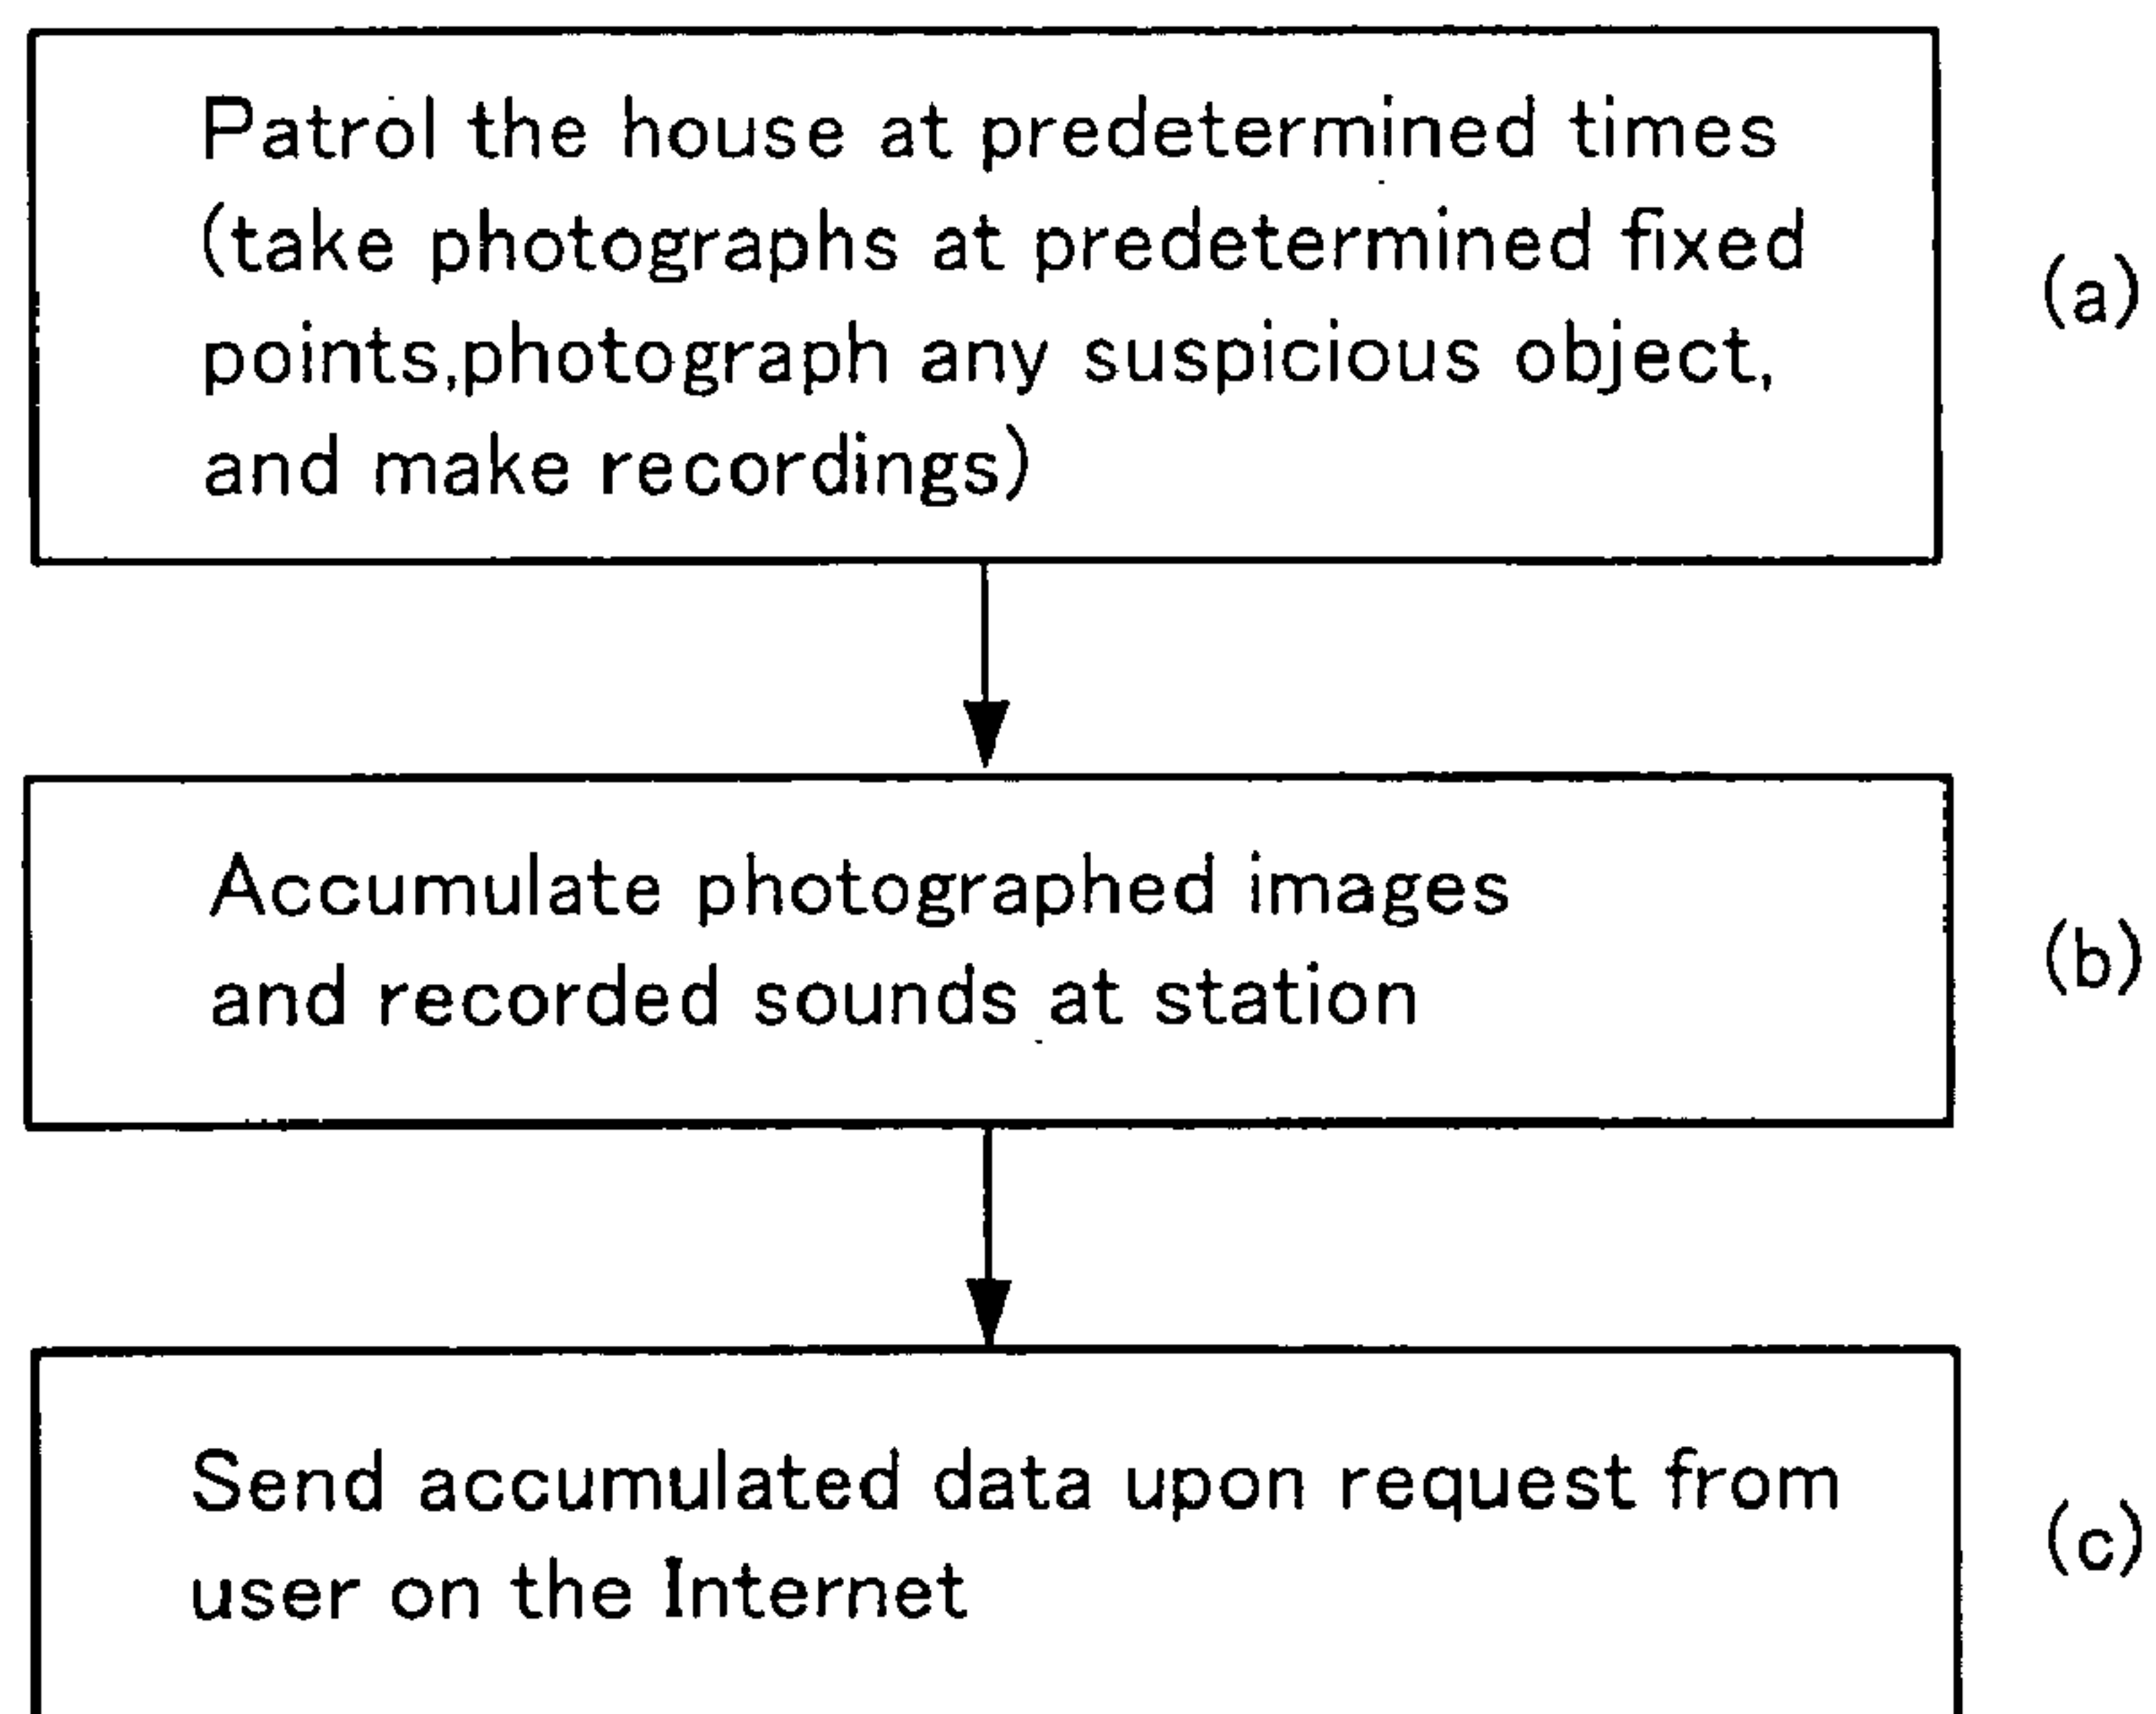 Patrol the house at predetermined times
(take photographs at predetermined fixed
points,photograph any suspicious object,
and make recordings)
(a)
Accumulate photographed images
and recorded sounds at station
(b)
Send accumulated data upon request from
user on the Internet
(c)